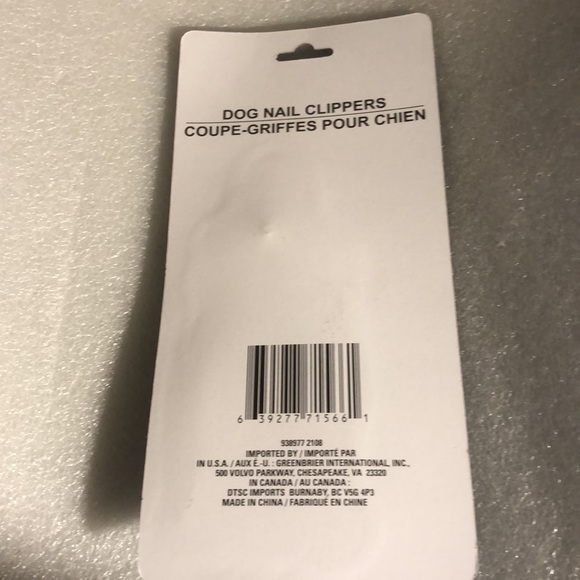 DOG NAIL CLIPPERS
COUPE-GRIFFES POUR CHIEN
6 39277 71566 1
938977 2108
IMPORTED BY / IMPORTÉ PAR
IN U.S.A. / AUX É.-U. : GREENBRIER INTERNATIONAL, INC.,
500 VOLVO PARKWAY, CHESAPEAKE, VA 23320
IN CANADA / AU CANADA :
DTSC IMPORTS BURNABY, BC V5G 4P3
MADE IN CHINA / FABRIQUÉ EN CHINE